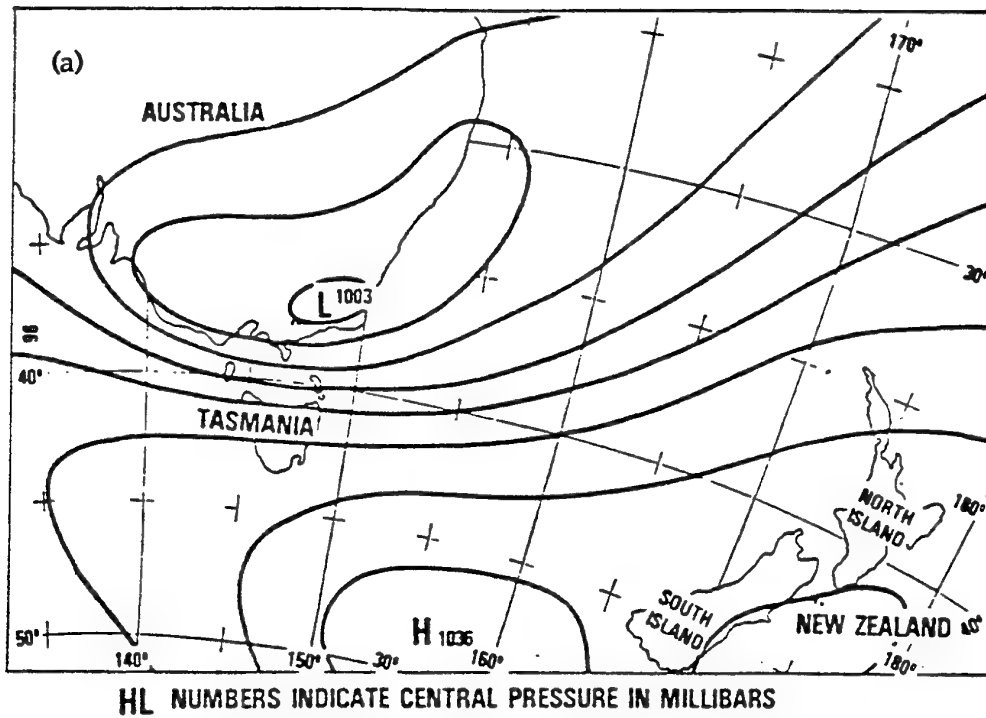 (a)
170°
AUSTRALIA
L 1003
30°
40°
TASMANIA
NORTH
ISLAND
180°
SOUTH
ISLAND
NEW ZEALAND
40°
50°
H 1036
140°
150°
30°
160°
180°
HL NUMBERS INDICATE CENTRAL PRESSURE IN MILLIBARS